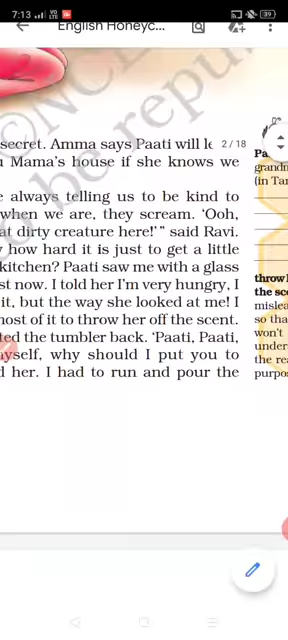 7:13
39
English Honeyc...
secret. Amma says Paati will le
2 / 18
Mama's house if she knows we
always telling us to be kind to
when we are, they scream. 'Ooh,
at dirty creature here!'" said Ravi.
how hard it is just to get a little
kitchen? Paati saw me with a glass
st now. I told her I'm very hungry, I
it, but the way she looked at me! I
most of it to throw her off the scent.
ted the tumbler back. 'Paati, Paati,
myself, why should I put you to
d her. I had to run and pour the
Pa
grandm
(in Tam
throw h
the sce
mislea
so tha
won't
under
the rea
purpos